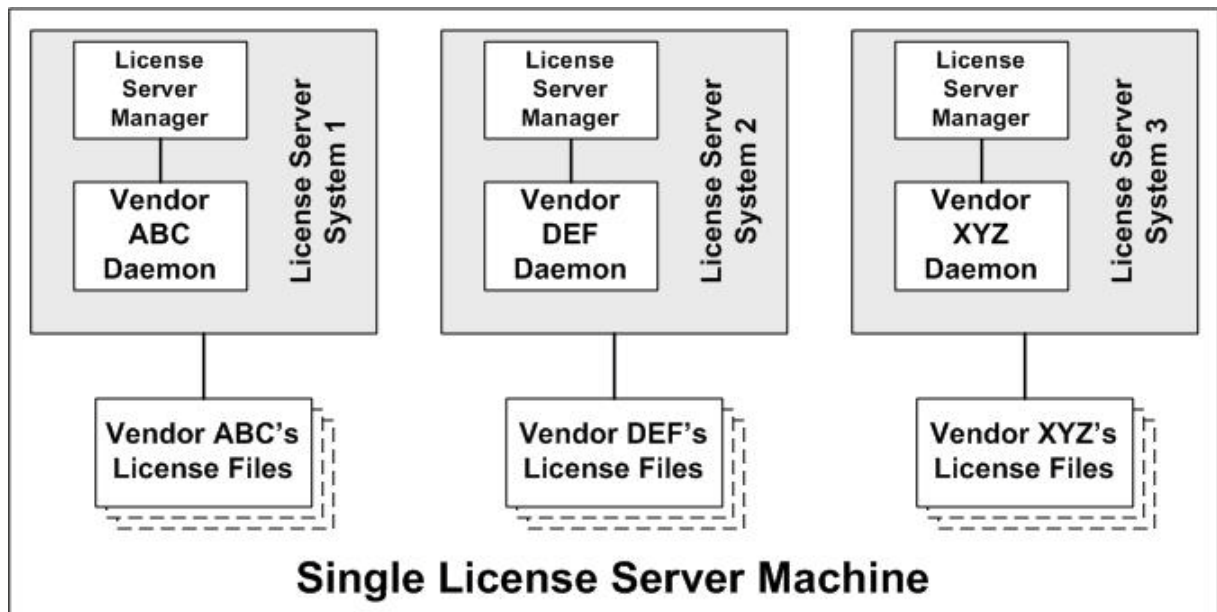 License
Server
Manager
Vendor
ABC
Daemon
License Server
System 1
Vendor ABC's
License Files
License
Server
Manager
Vendor
DEF
Daemon
License Server
System 2
Vendor DEF's
License Files
License
Server
Manager
Vendor
XYZ
Daemon
License Server
System 3
Vendor XYZ's
License Files
Single License Server Machine